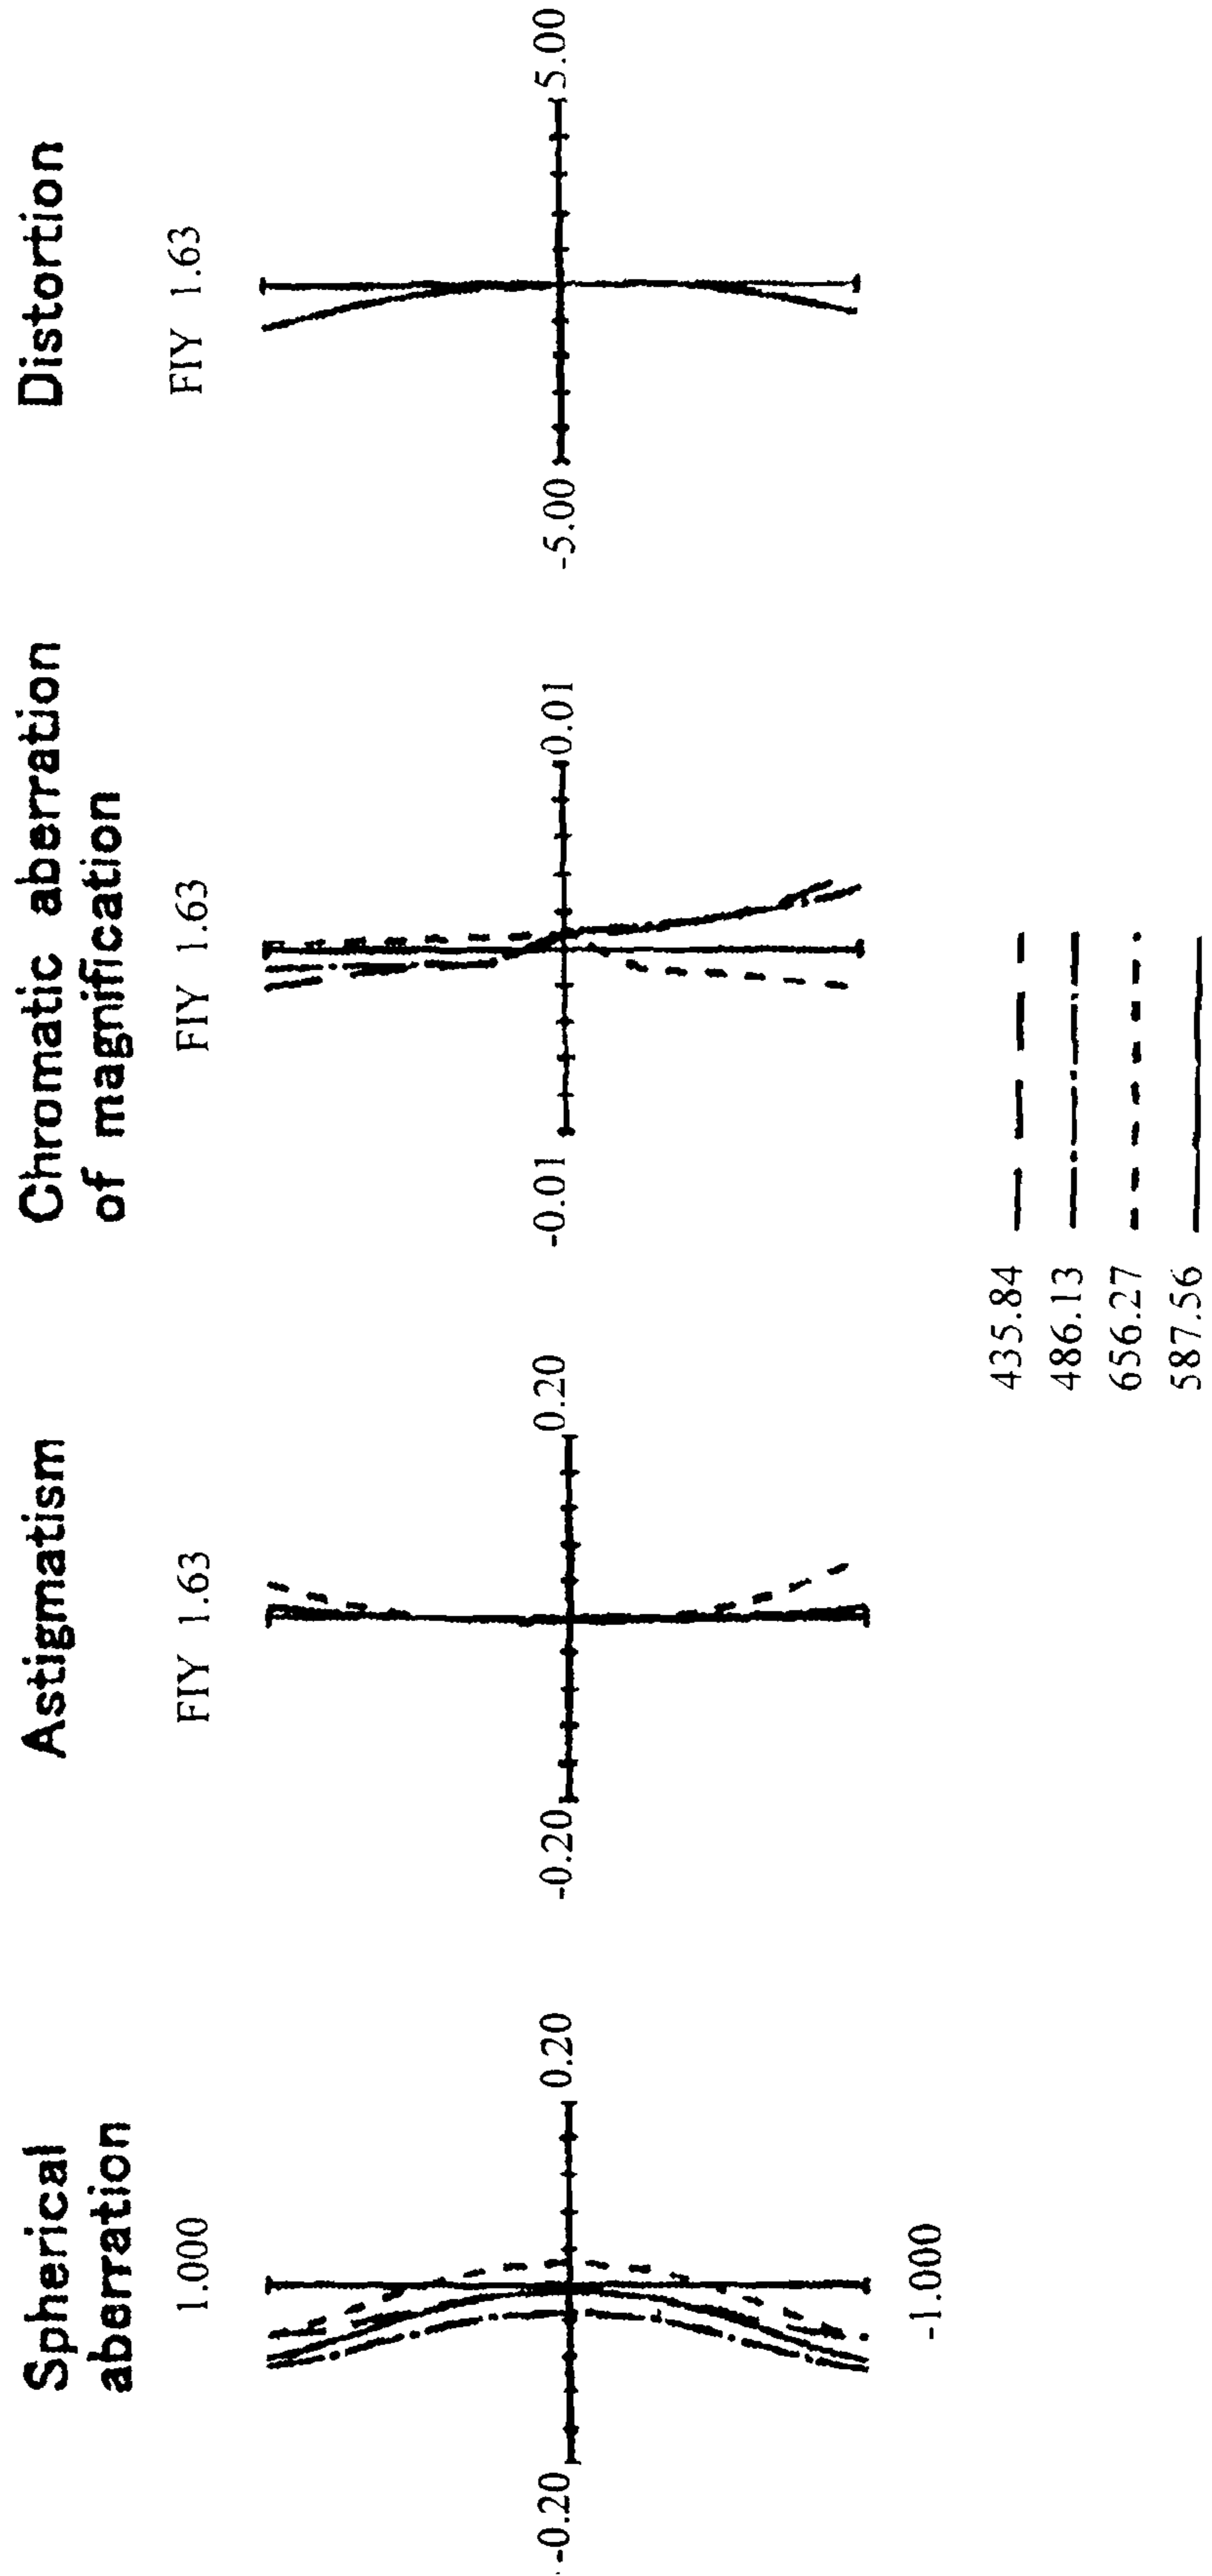 Spherical
aberration
1.000
-0.20
0.20
-1.000
Astigmatism
FIY 1.63
-0.20
0.20
Chromatic aberration
of magnification
FIY 1.63
-0.01
0.01
Distortion
FIY 1.63
-5.00
5.00
435.84
486.13
656.27
587.56